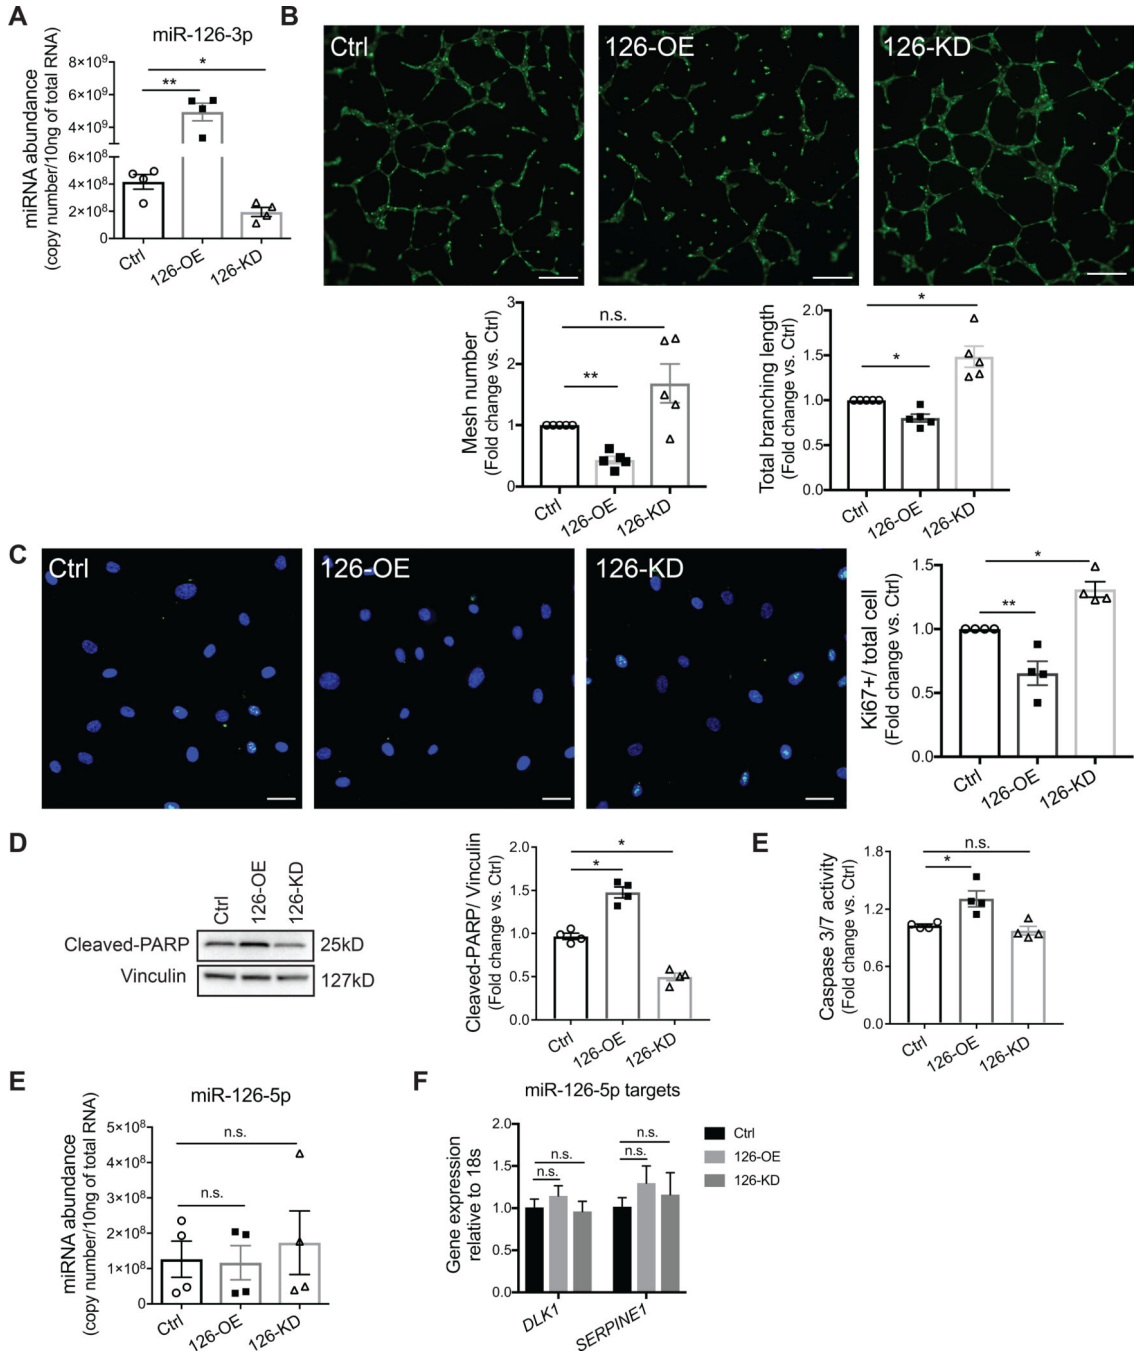 A
miR-126-3p
miRNA abundance
(copy number/10ng of total RNA)
8×10⁹
6×10⁹
4×10⁹
6×10⁸
4×10⁸
2×10⁸
0
**
*
Ctrl
126-OE
126-KD
B
Ctrl
126-OE
126-KD
Mesh number
(Fold change vs. Ctrl)
3
2
1
0
n.s.
**
Ctrl
126-OE
126-KD
Total branching length
(Fold change vs. Ctrl)
2.0
1.5
1.0
0.5
0.0
*
*
Ctrl
126-OE
126-KD
C
Ctrl
126-OE
126-KD
Ki67+/ total cell
(Fold change vs. Ctrl)
1.5
1.0
0.5
0.0
*
**
Ctrl
126-OE
126-KD
D
Ctrl
126-OE
126-KD
Cleaved-PARP
25kD
Vinculin
127kD
Cleaved-PARP/ Vinculin
(Fold change vs. Ctrl)
2.0
1.5
1.0
0.5
0.0
*
*
Ctrl
126-OE
126-KD
E
Caspase 3/7 activity
(Fold change vs. Ctrl)
1.8
1.2
0.6
0.0
n.s.
*
Ctrl
126-OE
126-KD
E
miR-126-5p
miRNA abundance
(copy number/10ng of total RNA)
5×10⁸
4×10⁸
3×10⁸
2×10⁸
1×10⁸
0
n.s.
n.s.
Ctrl
126-OE
126-KD
F
miR-126-5p targets
Gene expression
relative to 18s
2.0
1.5
1.0
0.5
0.0
n.s.
n.s.
n.s.
n.s.
DLK1
SERPINE1
Ctrl
126-OE
126-KD